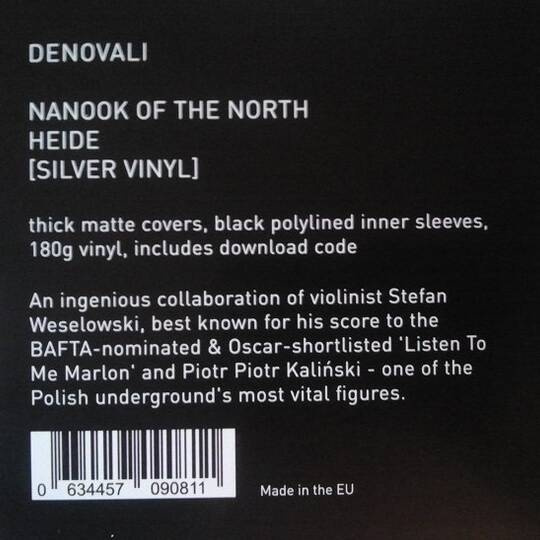 DENOVALI
NANOOK OF THE NORTH
HEIDE
[SILVER VINYL]
thick matte covers, black polylined inner sleeves,
180g vinyl, includes download code
An ingenious collaboration of violinist Stefan
Weselowski, best known for his score to the
BAFTA-nominated & Oscar-shortlisted 'Listen To
Me Marlon' and Piotr Piotr Kaliński - one of the
Polish underground's most vital figures.
0 634457 090811
Made in the EU